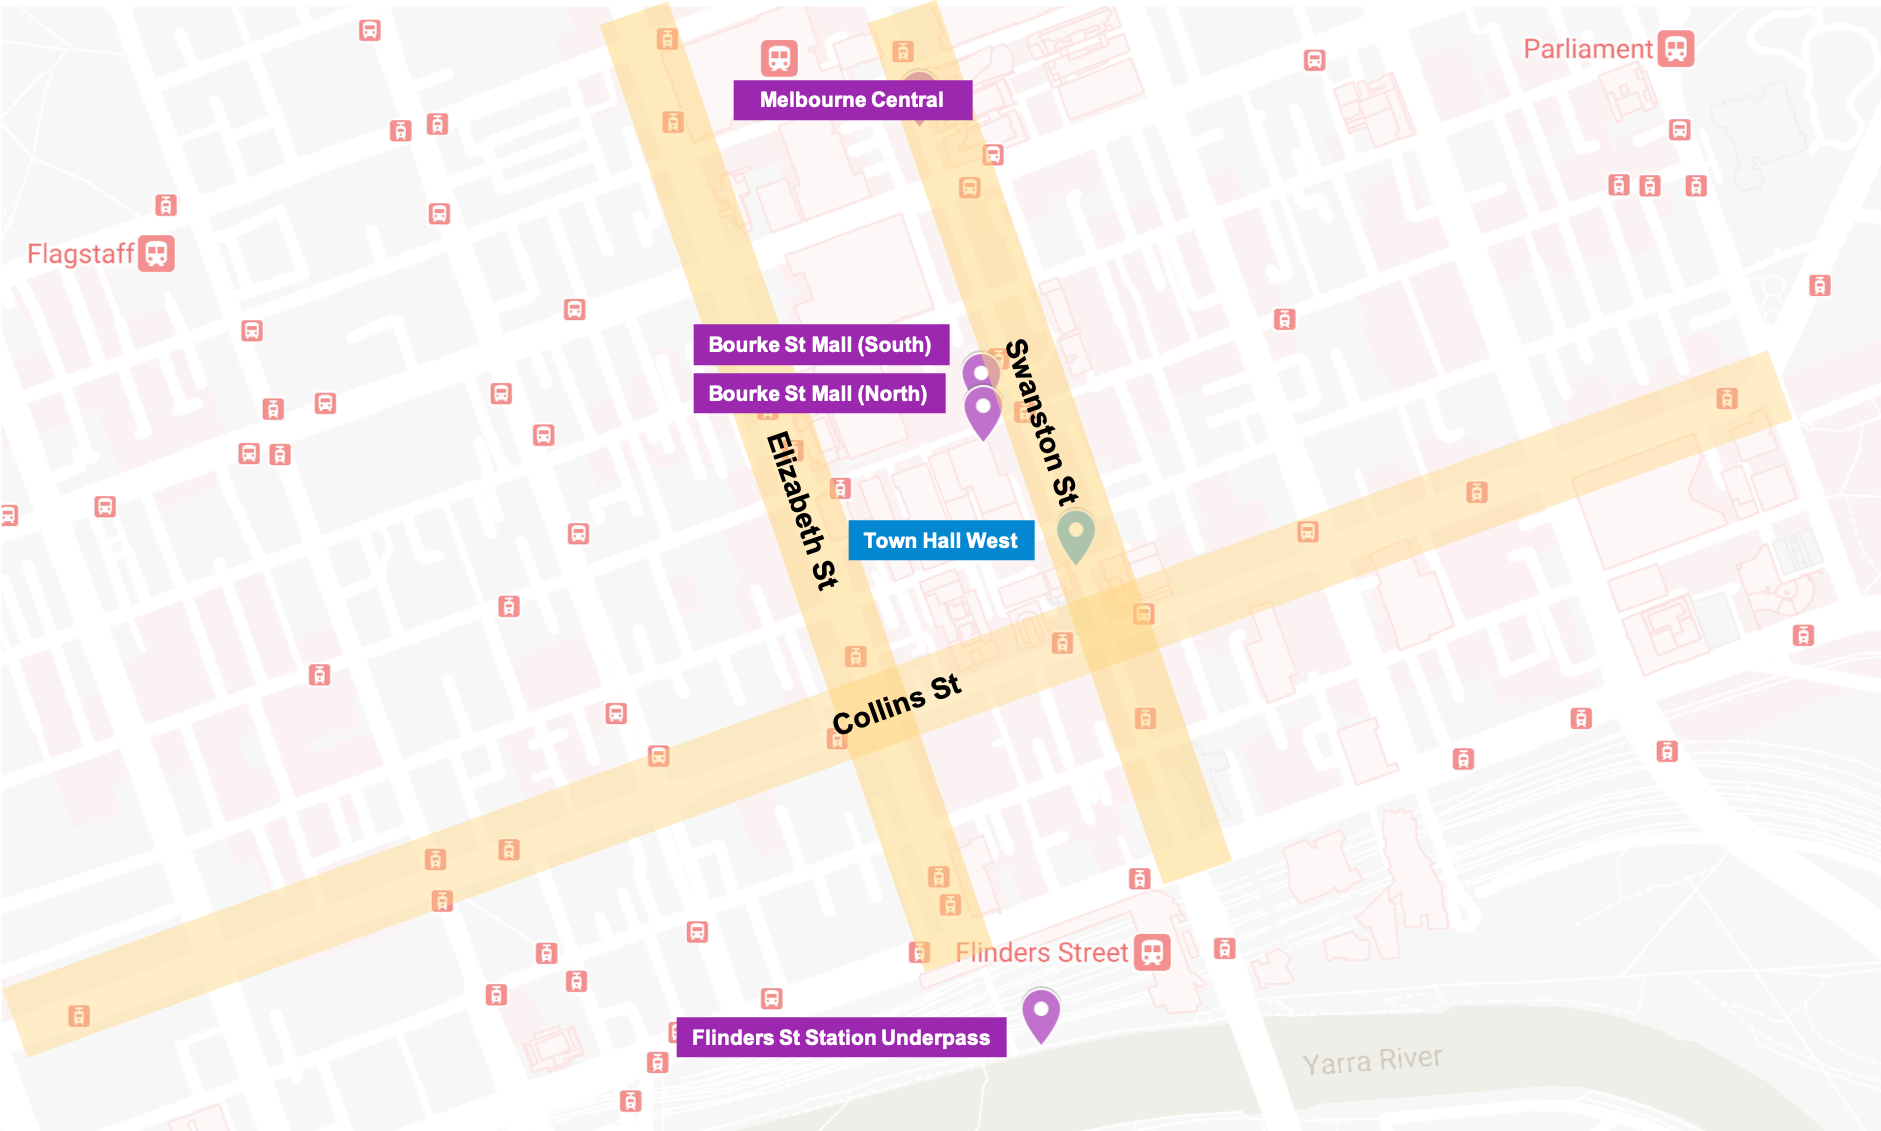 Parliament
Melbourne Central
Flagstaff
Bourke St Mall (South)
Bourke St Mall (North)
Swanston St
Elizabeth St
Town Hall West
Collins St
Flinders Street
Flinders St Station Underpass
Yarra River